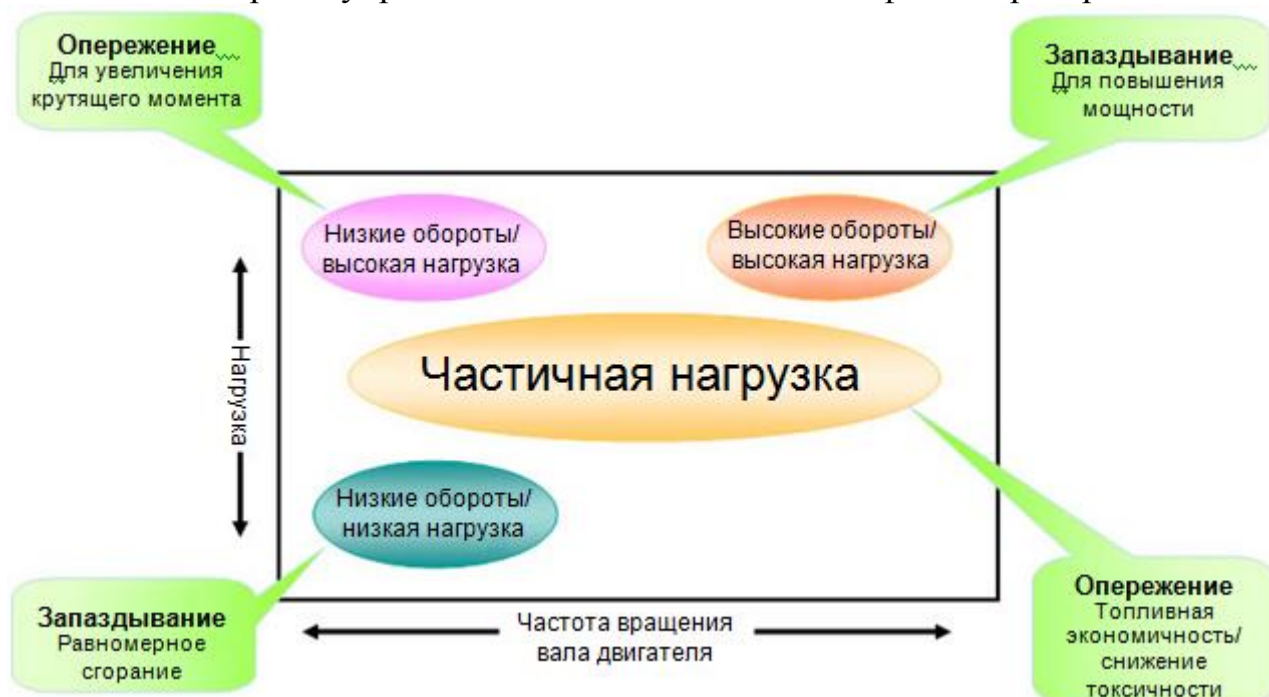 Опережение
Для увеличения
крутящего момента
Запаздывание
Для повышения
мощности
Низкие обороты/
высокая нагрузка
Высокие обороты/
высокая нагрузка
Частичная нагрузка
Нагрузка
Низкие обороты/
низкая нагрузка
Запаздывание
Равномерное
сгорание
Частота вращения
вала двигателя
Опережение
Топливная
экономичность/
снижение
токсичности